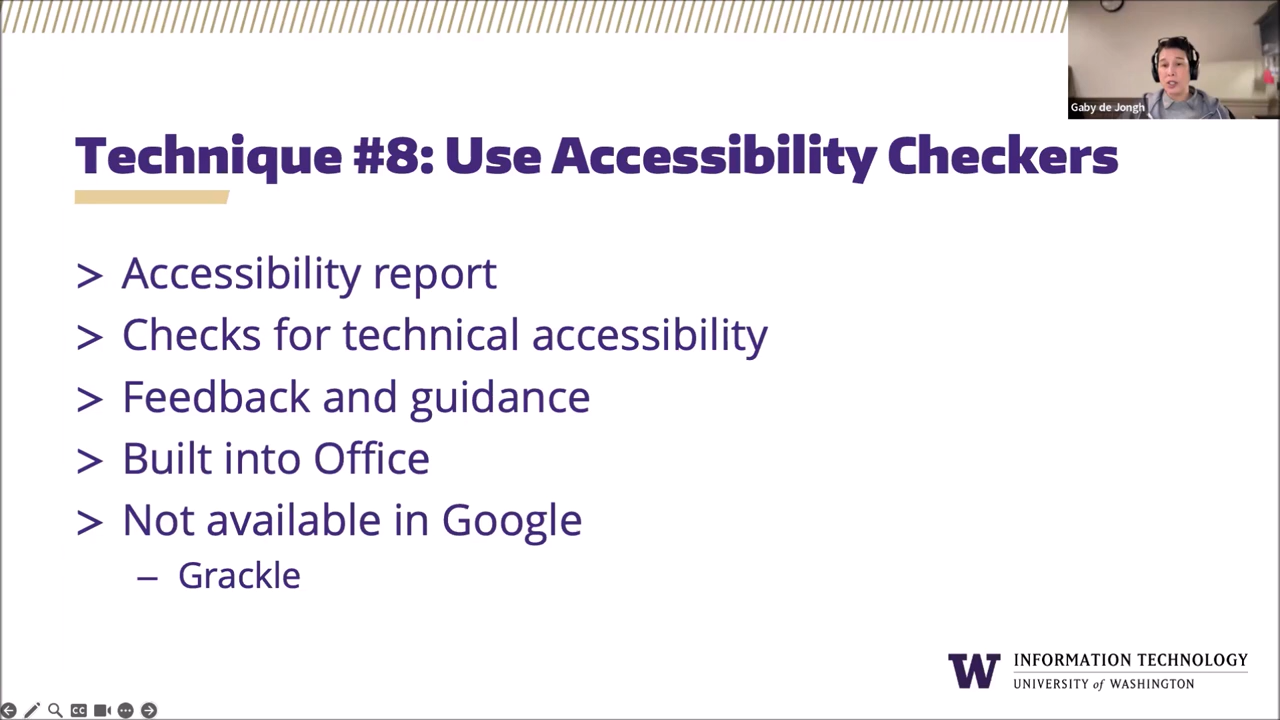 Gaby de Jongh
Technique #8: Use Accessibility Checkers
> Accessibility report
> Checks for technical accessibility
> Feedback and guidance
> Built into Office
> Not available in Google
– Grackle
W INFORMATION TECHNOLOGY
UNIVERSITY of WASHINGTON
CC